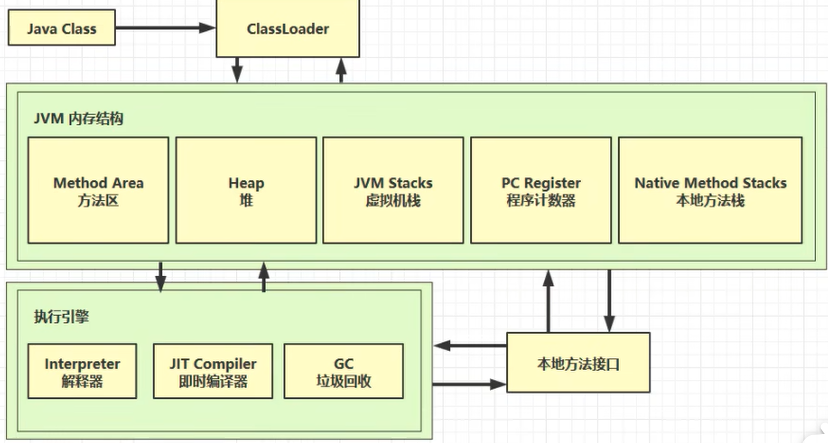 Java Class
ClassLoader
JVM 内存结构
Method Area
方法区
Heap
堆
JVM Stacks
虚拟机栈
PC Register
程序计数器
Native Method Stacks
本地方法栈
执行引擎
Interpreter
解释器
JIT Compiler
即时编译器
GC
垃圾回收
本地方法接口